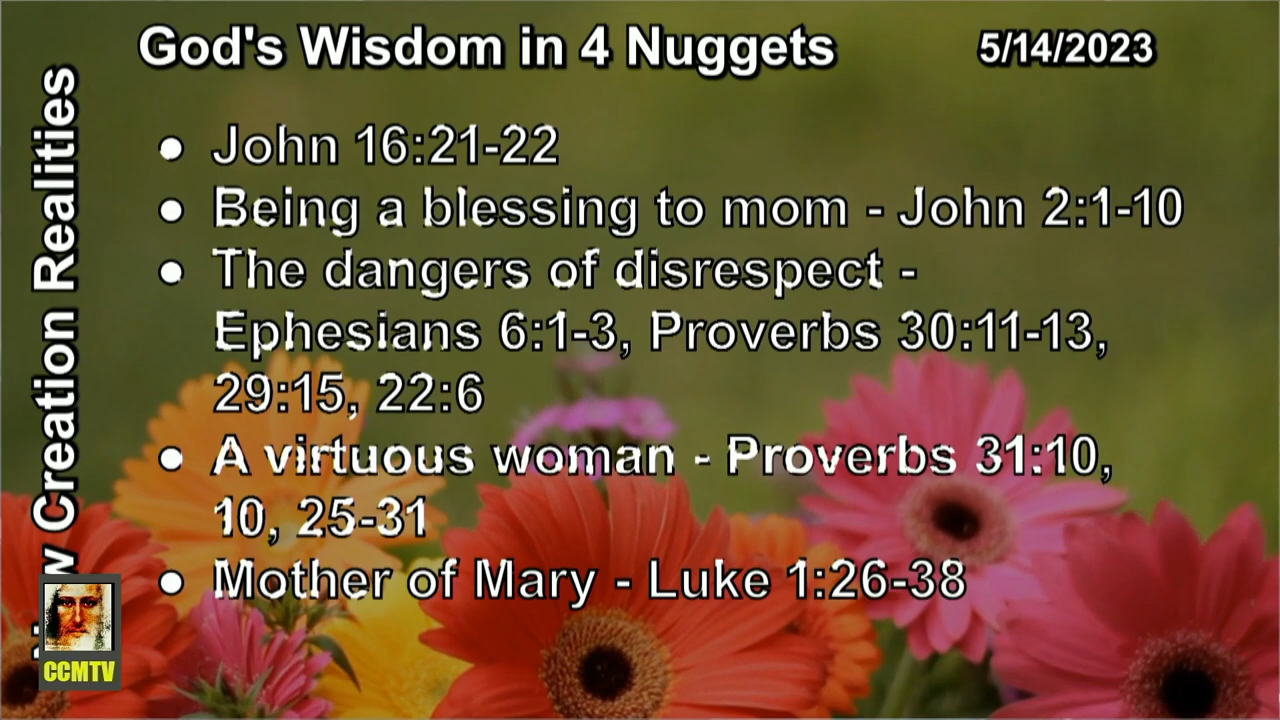 God's Wisdom in 4 Nuggets
5/14/2023
● John 16:21-22
● Being a blessing to mom - John 2:1-10
● The dangers of disrespect -
Ephesians 6:1-3, Proverbs 30:11-13,
29:15, 22:6
● A virtuous woman - Proverbs 31:10,
10, 25-31
● Mother of Mary - Luke 1:26-38
Creation Realities
CCMTV